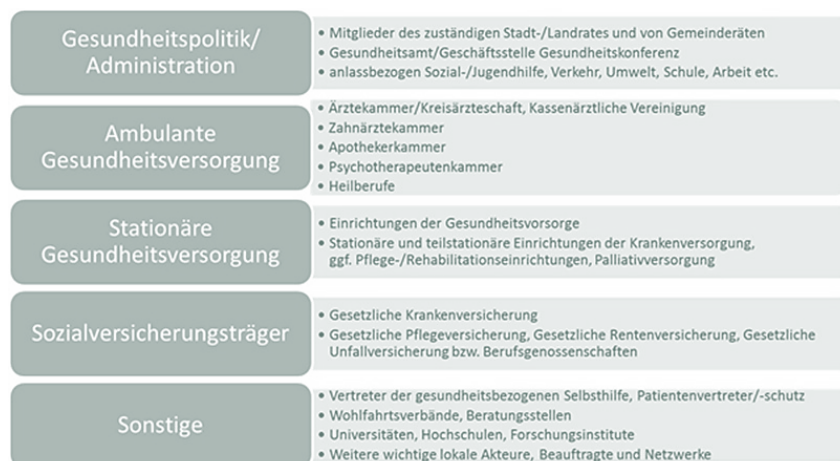 Gesundheitspolitik/
Administration
• Mitglieder des zuständigen Stadt-/Landrates und von Gemeinderäten
• Gesundheitsamt/Geschäftsstelle Gesundheitskonferenz
• anlassbezogen Sozial-/Jugendhilfe, Verkehr, Umwelt, Schule, Arbeit etc.
Ambulante
Gesundheitsversorgung
• Ärztekammer/Kreisärzteschaft, Kassenärztliche Vereinigung
• Zahnärztekammer
• Apothekerkammer
• Psychotherapeutenkammer
• Heilberufe
Stationäre
Gesundheitsversorgung
• Einrichtungen der Gesundheitsvorsorge
• Stationäre und teilstationäre Einrichtungen der Krankenversorgung,
ggf. Pflege-/Rehabilitationseinrichtungen, Palliativversorgung
Sozialversicherungsträger
• Gesetzliche Krankenversicherung
• Gesetzliche Pflegeversicherung, Gesetzliche Rentenversicherung, Gesetzliche
Unfallversicherung bzw. Berufsgenossenschaften
Sonstige
• Vertreter der gesundheitsbezogenen Selbsthilfe, Patientenvertreter/-schutz
• Wohlfahrtsverbände, Beratungsstellen
• Universitäten, Hochschulen, Forschungsinstitute
• Weitere wichtige lokale Akteure, Beauftragte und Netzwerke